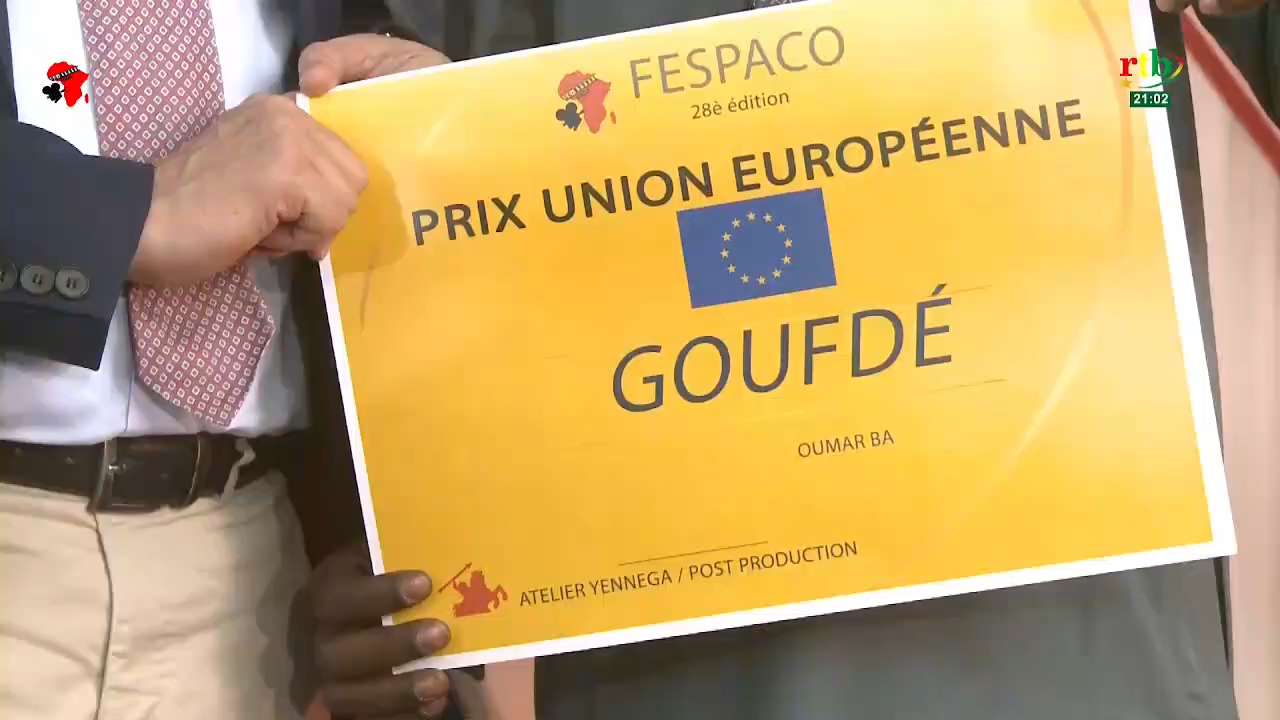 FESPACO
28è édition
PRIX UNION EUROPÉENNE
GOUFDÉ
OUMAR BA
ATELIER YENNEGA / POST PRODUCTION
rtb
21:02